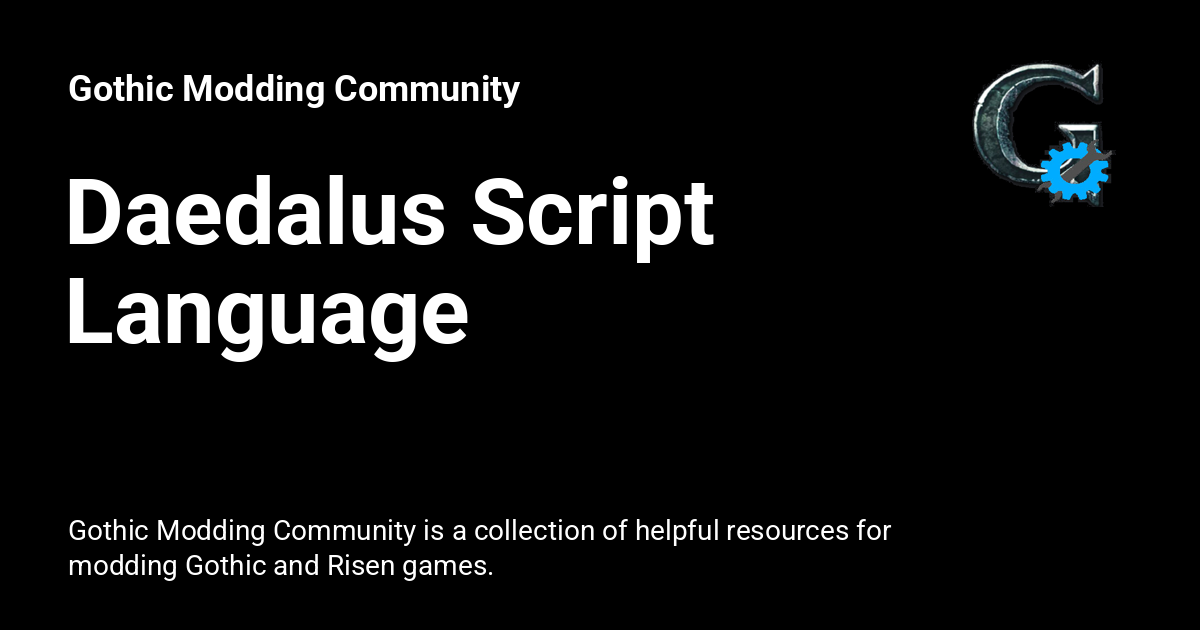 Gothic Modding Community
Daedalus Script
Language
Gothic Modding Community is a collection of helpful resources for
modding Gothic and Risen games.